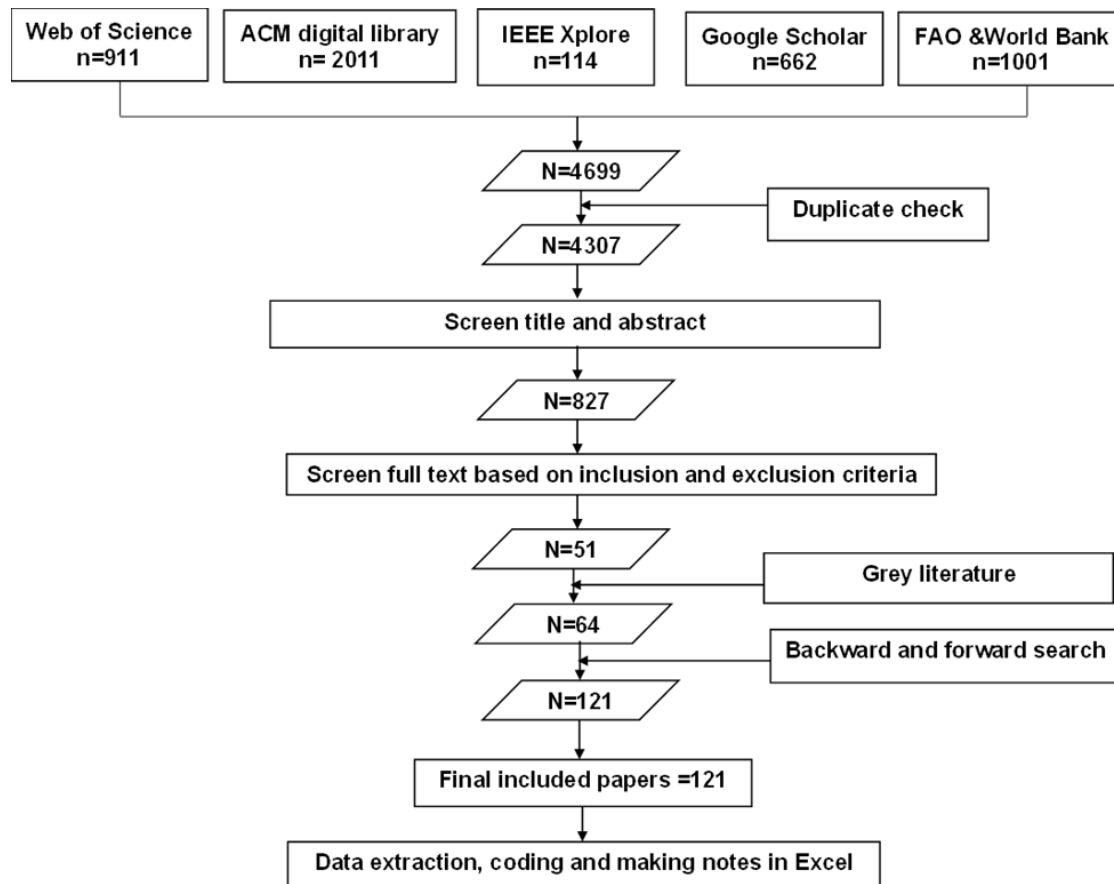 Web of Science
n=911
ACM digital library
n= 2011
IEEE Xplore
n=114
Google Scholar
n=662
FAO &World Bank
n=1001
N=4699
Duplicate check
N=4307
Screen title and abstract
N=827
Screen full text based on inclusion and exclusion criteria
N=51
Grey literature
N=64
Backward and forward search
N=121
Final included papers =121
Data extraction, coding and making notes in Excel